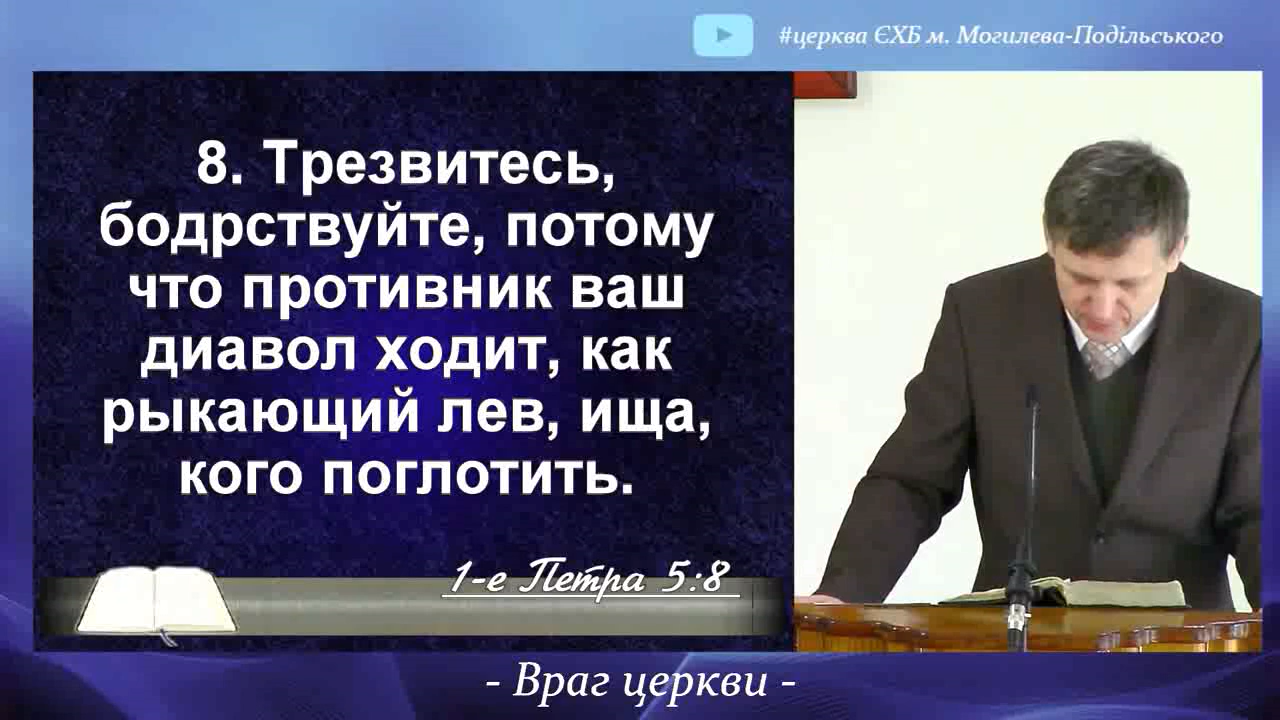 #церква ЄХБ м. Могилева-Подільського
8. Трезвитесь,
бодрствуйте, потому
что противник ваш
диавол ходит, как
рыкающий лев, ища,
кого поглотить.
1-е Петра 5:8
- Враг церкви -